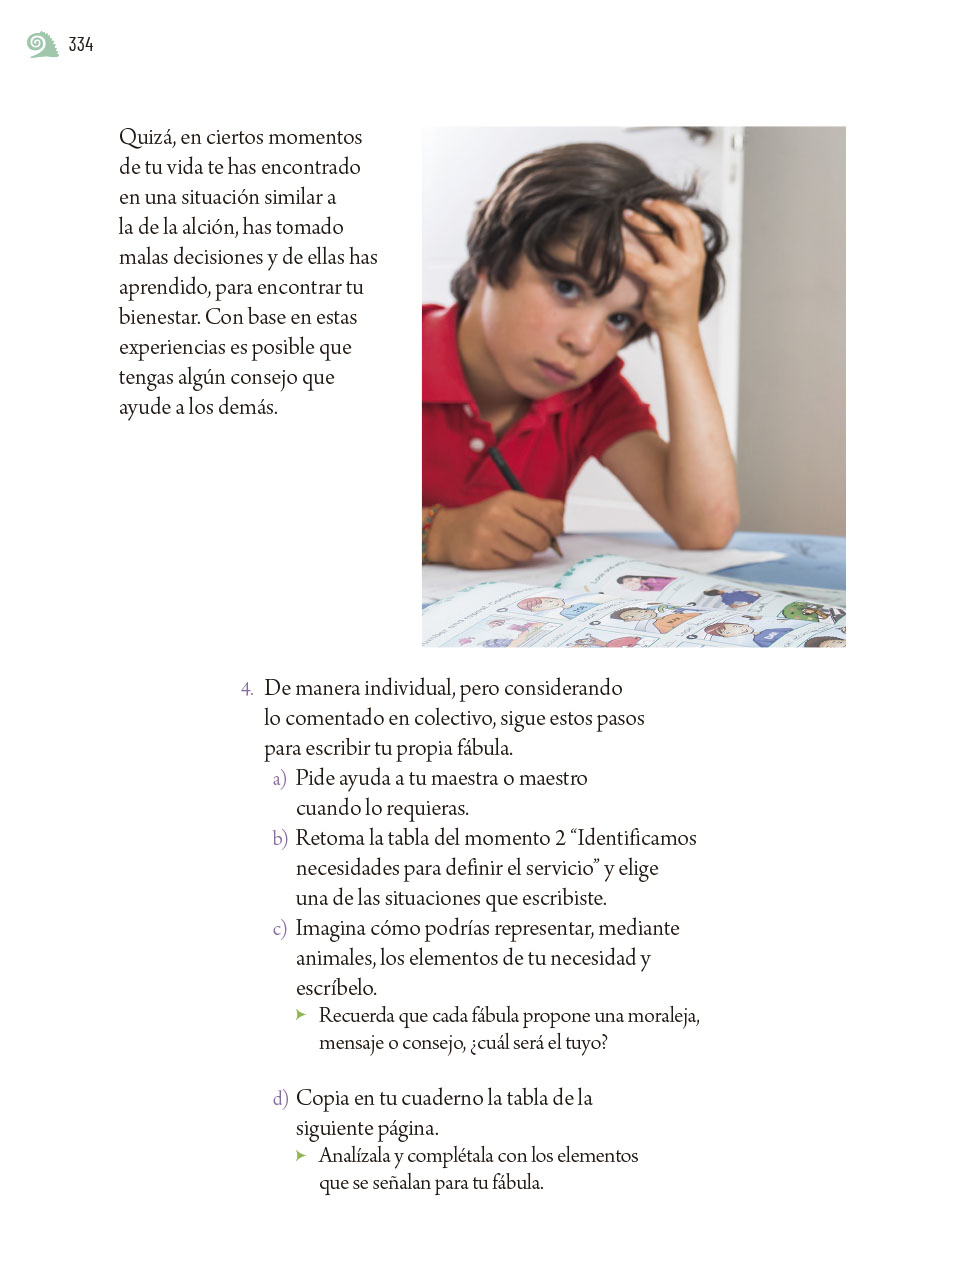 334
Quizá, en ciertos momentos
de tu vida te has encontrado
en una situación similar a
la de la alción, has tomado
malas decisiones y de ellas has
aprendido, para encontrar tu
bienestar. Con base en estas
experiencias es posible que
tengas algún consejo que
ayude a los demás.
4. De manera individual, pero considerando
lo comentado en colectivo, sigue estos pasos
para escribir tu propia fábula.
a) Pide ayuda a tu maestra o maestro
cuando lo requieras.
b) Retoma la tabla del momento 2 “Identificamos
necesidades para definir el servicio” y elige
una de las situaciones que escribiste.
c) Imagina cómo podrías representar, mediante
animales, los elementos de tu necesidad y
escríbelo.
➤ Recuerda que cada fábula propone una moraleja,
mensaje o consejo, ¿cuál será el tuyo?
d) Copia en tu cuaderno la tabla de la
siguiente página.
➤ Analízala y complétala con los elementos
que se señalan para tu fábula.